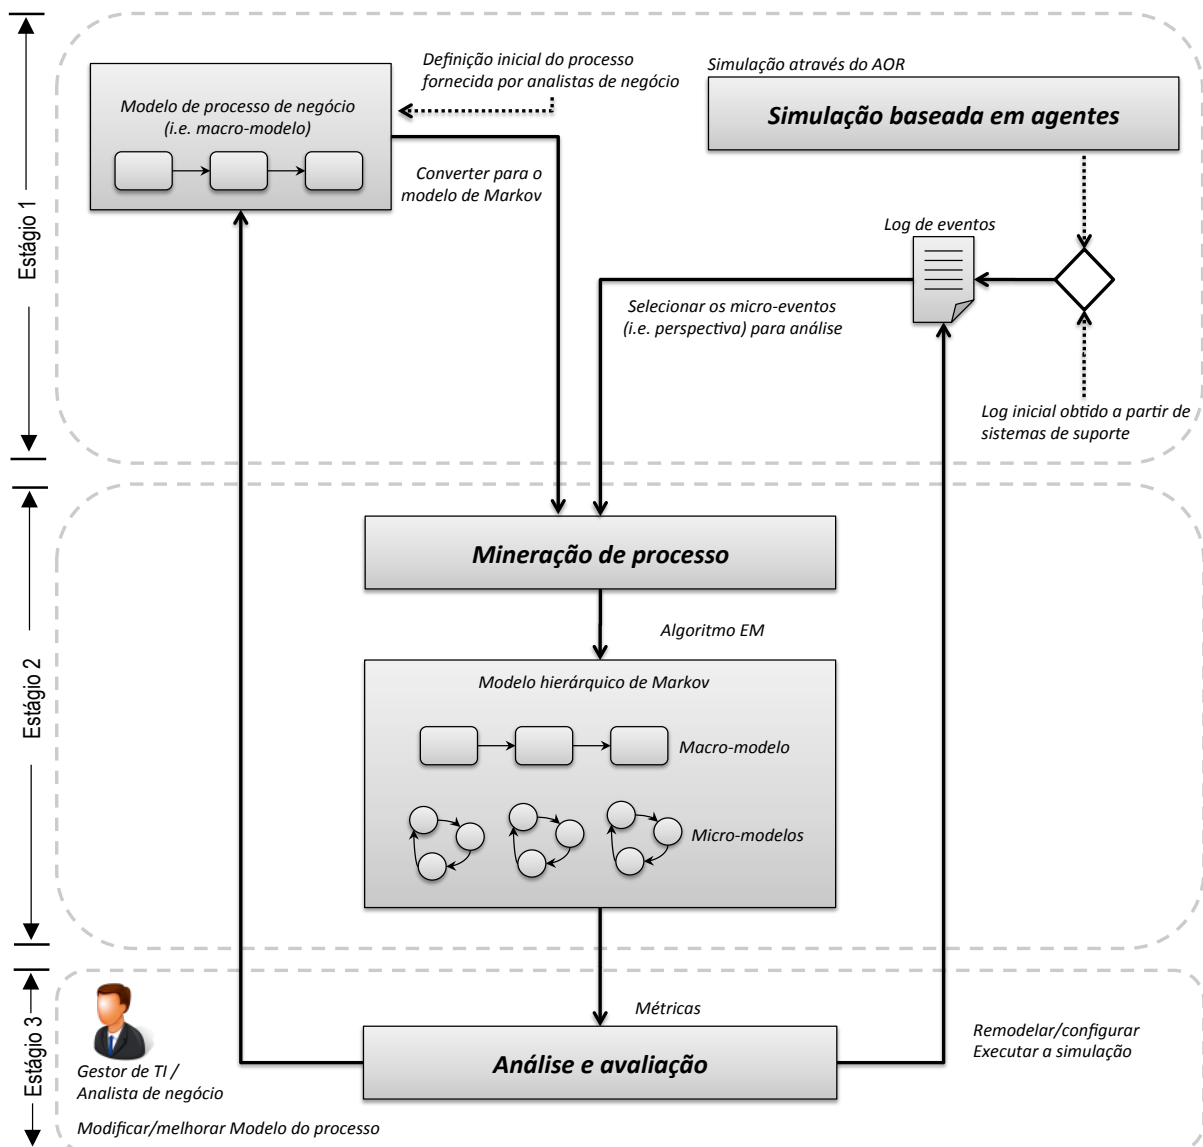 Estágio 1
Definição inicial do processo
fornecida por analistas de negócio
Simulação através do AOR
Modelo de processo de negócio
(i.e. macro-modelo)
Simulação baseada em agentes
Converter para o
modelo de Markov
Log de eventos
Selecionar os micro-eventos
(i.e. perspectiva) para análise
Log inicial obtido a partir de
sistemas de suporte
Estágio 2
Mineração de processo
Algoritmo EM
Modelo hierárquico de Markov
Macro-modelo
Micro-modelos
Estágio 3
Métricas
Análise e avaliação
Remodelar/configurar
Executar a simulação
Gestor de TI /
Analista de negócio
Modificar/melhorar Modelo do processo